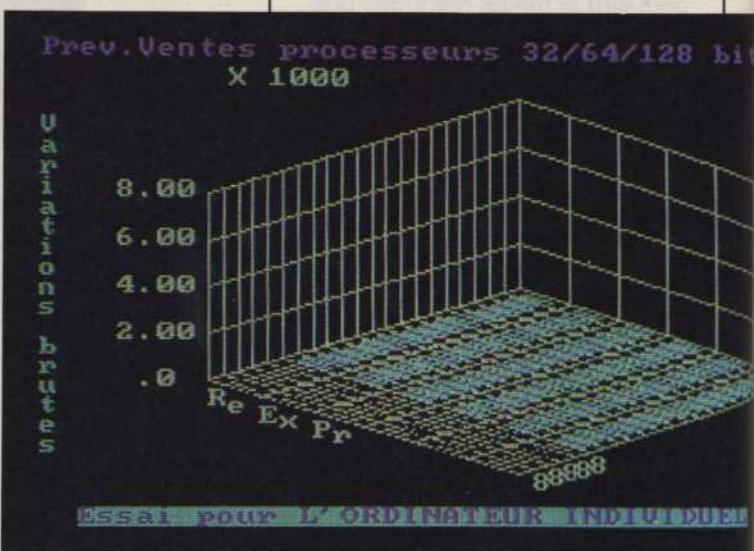 Prev.Ventes processeurs 32/64/128 bi
X 1000
Variations brutes
8.00
6.00
4.00
2.00
.0
Re Ex Pr
88888
Essai pour L'ORDINATEUR INDIVIDUEL